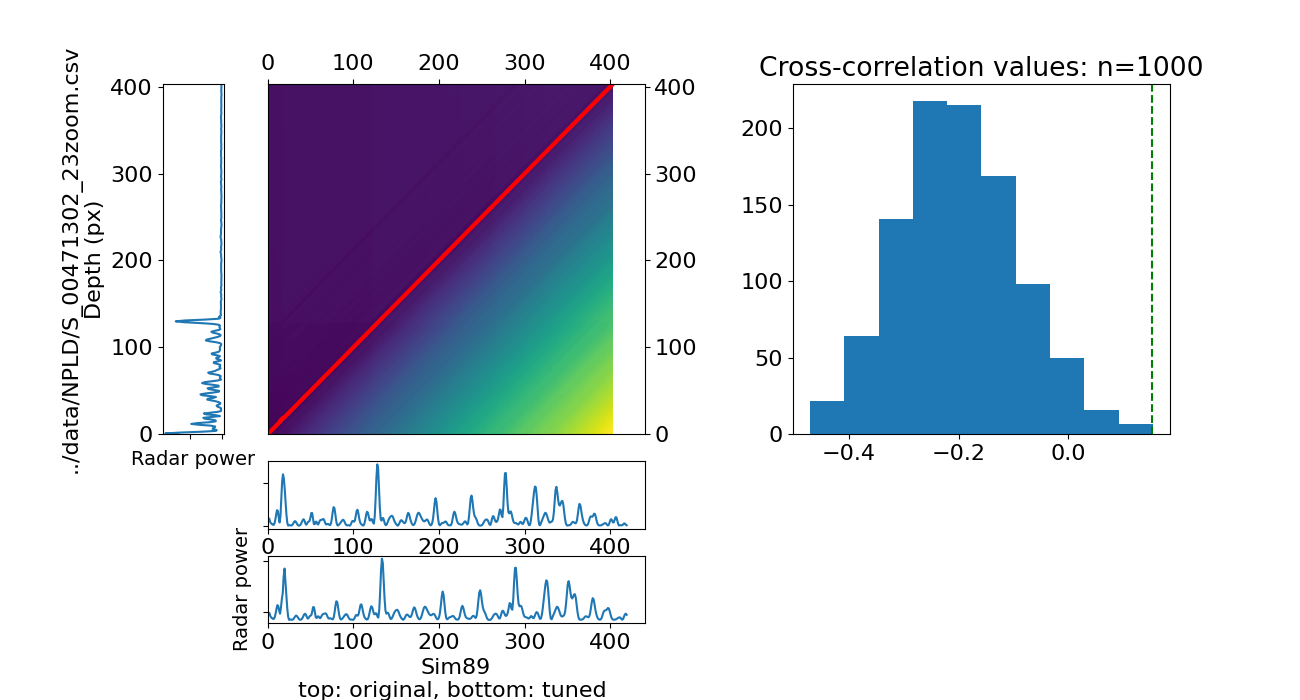 0 100 200 300 400
Cross-correlation values: n=1000
../data/NPLD/S_00471302_23zoom.csv
Depth (px)
400
300
200
100
0
400
300
200
100
0
200
150
100
50
0
−0.4 −0.2 0.0
Radar power
0 100 200 300 400
Radar power
0 100 200 300 400
Sim89
top: original, bottom: tuned